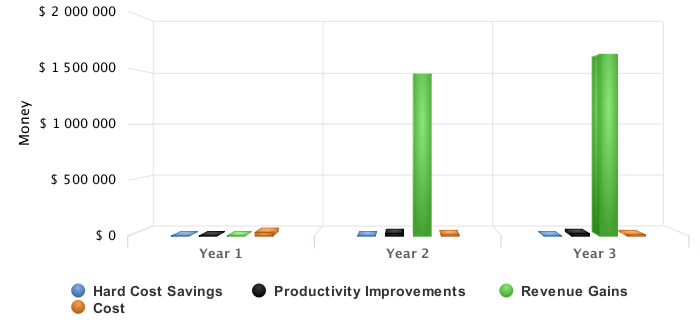 $ 2 000 000
$ 1 500 000
$ 1 000 000
$ 500 000
$ 0
Money
Year 1
Year 2
Year 3
Hard Cost Savings
Productivity Improvements
Revenue Gains
Cost